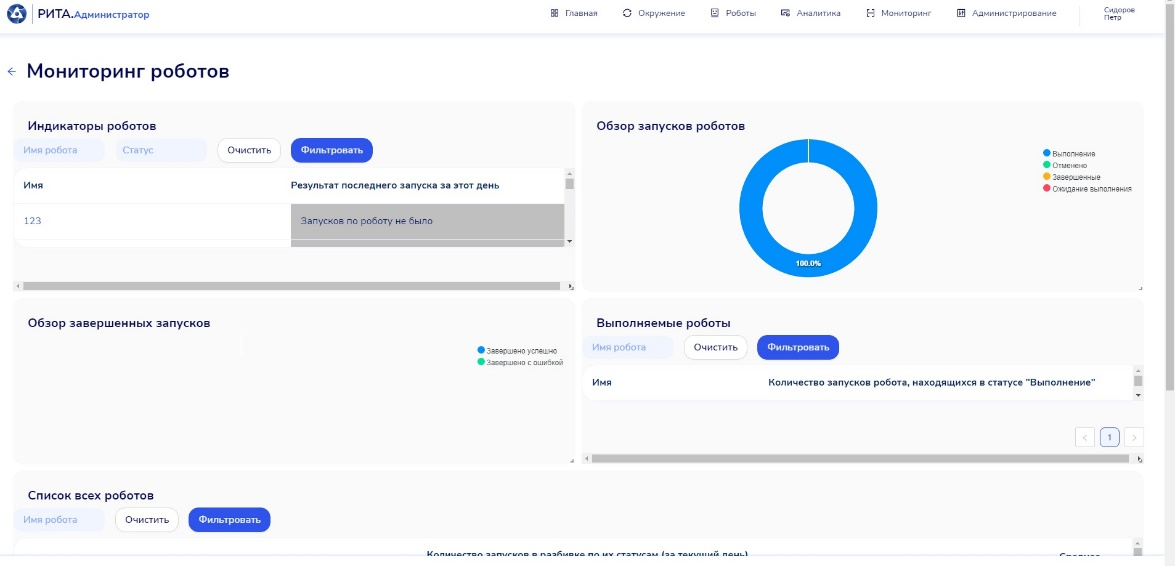 РИТА.Администратор
Главная
Окружение
Роботы
Аналитика
Мониторинг
Администрирование
Сидоров
Петр
Мониторинг роботов
Индикаторы роботов
Имя робота
Статус
Очистить
Фильтровать
Имя
Результат последнего запуска за этот день
123
Запусков по роботу не было
Обзор запусков роботов
Выполнение
Отменено
Завершенные
Ожидание выполнения
100.0%
Обзор завершенных запусков
Завершено успешно
Завершено с ошибкой
Выполняемые роботы
Имя робота
Очистить
Фильтровать
Имя
Количество запусков робота, находящихся в статусе "Выполнение"
1
Список всех роботов
Имя робота
Очистить
Фильтровать
Количество запусков в разбивке по их статусам (за текущий день)